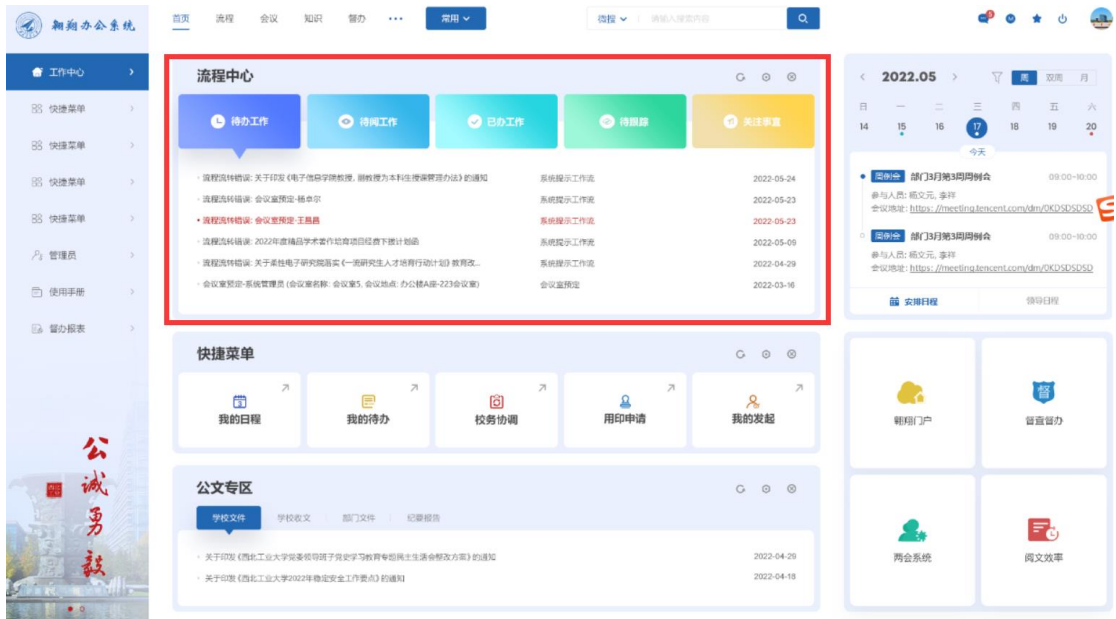 翱翔办公系统
首页 流程 会议 知识 督办 ··· 常用
微搜 请输入搜索内容
工作中心
快捷菜单
快捷菜单
快捷菜单
快捷菜单
管理员
使用手册
督办报表
公诚勇毅
流程中心
待办工作 待阅工作 已办工作 待跟踪 关注事宜
流程流转错误: 关于印发《电子信息学院教授, 副教授为本科生授课管理办法》的通知 系统提示工作流 2022-05-24
流程流转错误: 会议室预定-杨卓尔 系统提示工作流 2022-05-23
流程流转错误: 会议室预定-王昌昌 系统提示工作流 2022-05-23
流程流转错误: 2022年度精品学术著作培育项目经费下拨计划函 系统提示工作流 2022-05-09
流程流转错误: 关于柔性电子研究院落实《一流研究生人才培育行动计划》教育改... 系统提示工作流 2022-04-29
会议室预定-系统管理员 (会议室名称: 会议室5, 会议地点: 办公楼A座-223会议室) 会议室预定 2022-03-16
快捷菜单
我的日程 我的待办 校务协调 用印申请 我的发起
公文专区
学校文件 学校收文 部门文件 纪要报告
关于印发《西北工业大学党委领导班子党史学习教育专题民主生活会整改方案》的通知 2022-04-29
关于印发《西北工业大学2022年稳定安全工作要点》的通知 2022-04-18
2022.05 周 双周 月
日 一 二 三 四 五 六
14 15 16 17 18 19 20
今天
周例会 部门3月第3周周例会 09:00-10:00
参与人员: 杨文元, 李祥
会议地址: https://meeting.tencent.com/dm/0KDSDSDSD
周例会 部门3月第3周周例会 09:00-10:00
参与人员: 杨文元, 李祥
会议地址: https://meeting.tencent.com/dm/0KDSDSDSD
安排日程 领导日程
翱翔门户 督
督查督办
两会系统 阅文效率